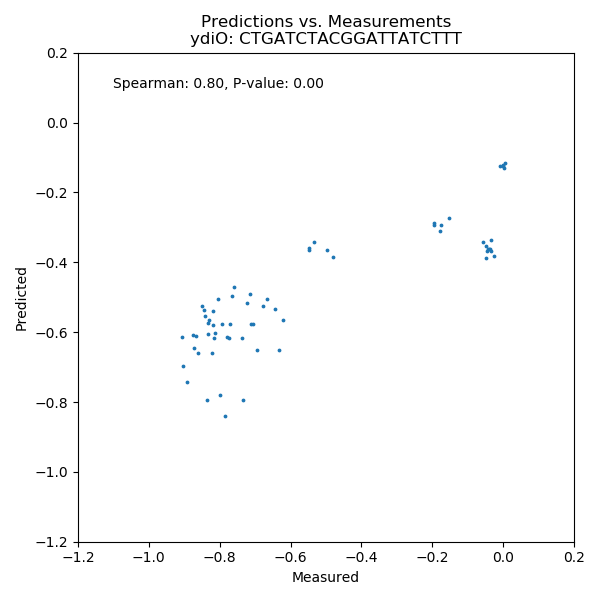 Predictions vs. Measurements
ydiO: CTGATCTACGGATTATCTTT
Spearman: 0.80, P-value: 0.00
0.2
0.0
−0.2
−0.4
−0.6
−0.8
−1.0
−1.2
Predicted
−1.2 −1.0 −0.8 −0.6 −0.4 −0.2 0.0 0.2
Measured